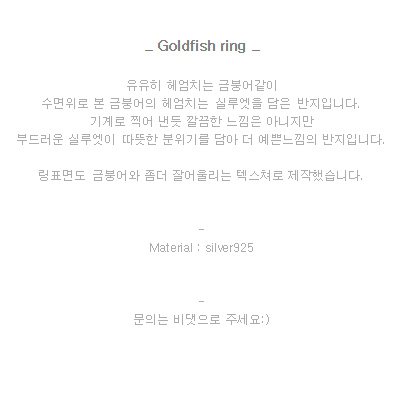 _ Goldfish ring _
유유히 헤엄치는 금붕어같이
수면위로 본 금붕어의 헤엄치는 실루엣을 담은 반지입니다.
기계로 찍어 낸듯 깔끔한 느낌은 아니지만
부드러운 실루엣이 따뜻한 분위기를 담아 더 예쁜느낌의 반지입니다.
링표면도 금붕어와 좀더 잘어울리는 텍스쳐로 제작했습니다.
-
Material : silver925
-
문의는 비댓으로 주세요:)